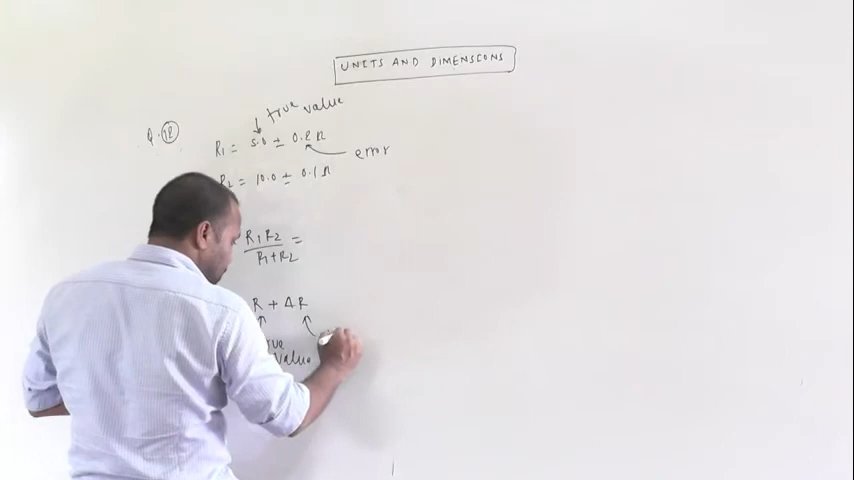 UNITS AND DIMENSIONS
true value
Q. 12
R1 = 5.0 ± 0.2 Ω
error
R2 = 10.0 ± 0.1 Ω
R1R2
R1+R2 =
R + ΔR
value